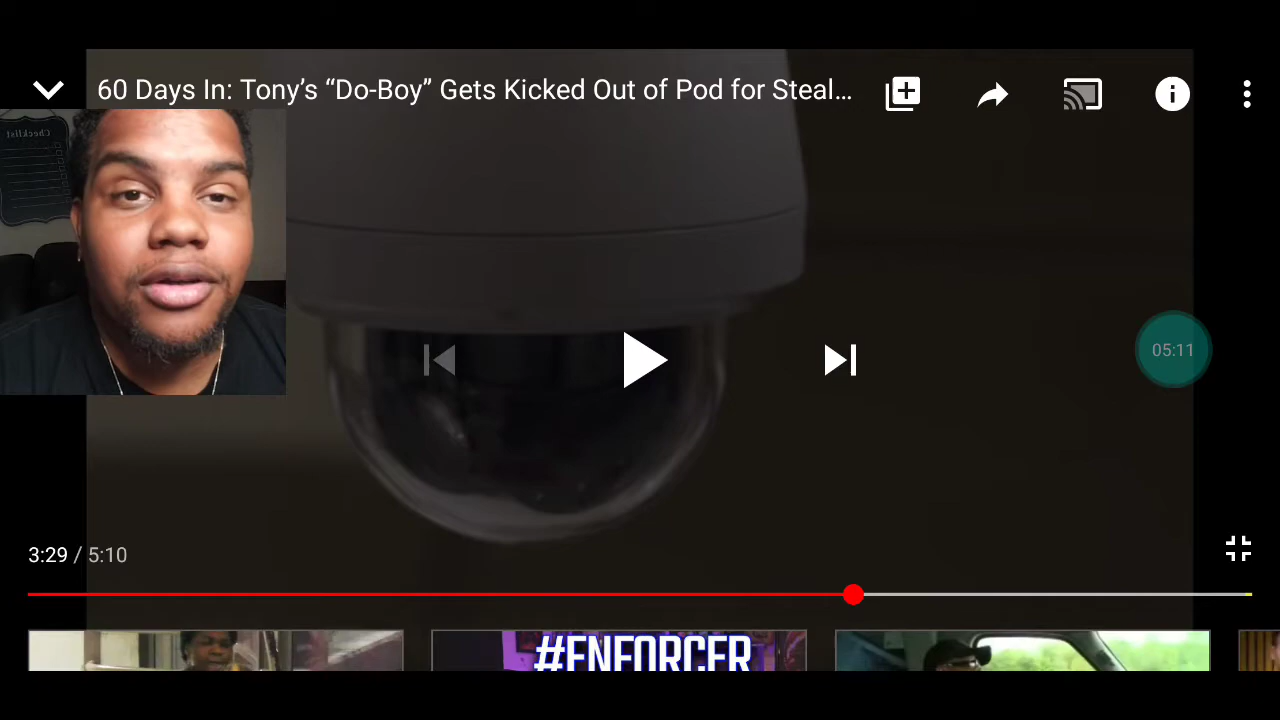 60 Days In: Tony’s “Do-Boy” Gets Kicked Out of Pod for Steal...
Checklist
05:11
3:29 / 5:10
#ENFORCER